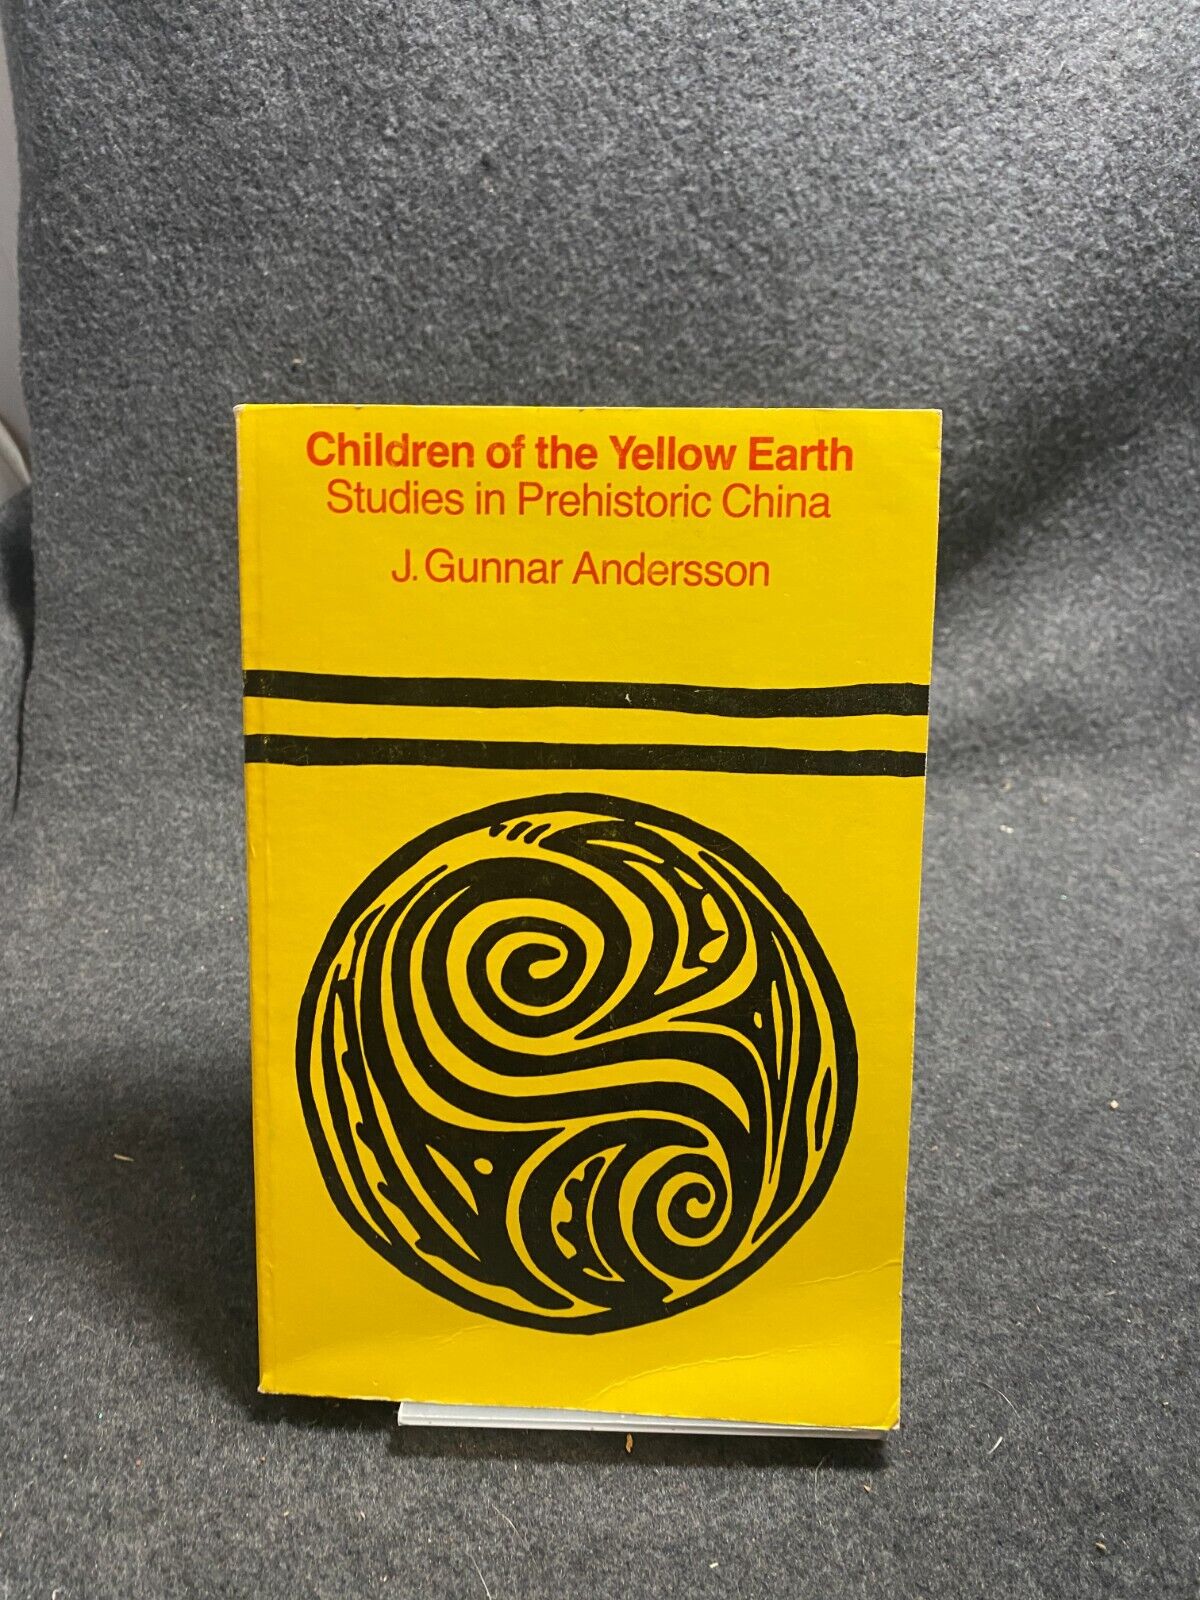 Children of the Yellow Earth
Studies in Prehistoric China
J. Gunnar Andersson